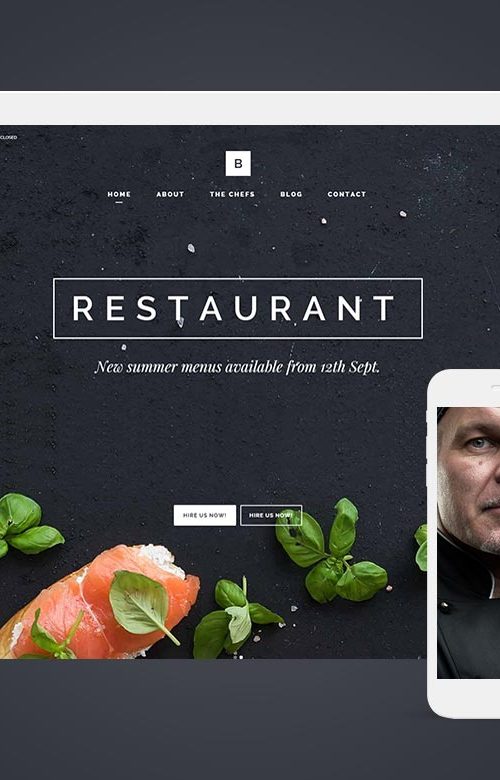 CLOSED
B
HOME ABOUT THE CHEFS BLOG CONTACT
RESTAURANT
New summer menus available from 12th Sept.
HIRE US NOW! HIRE US NOW!